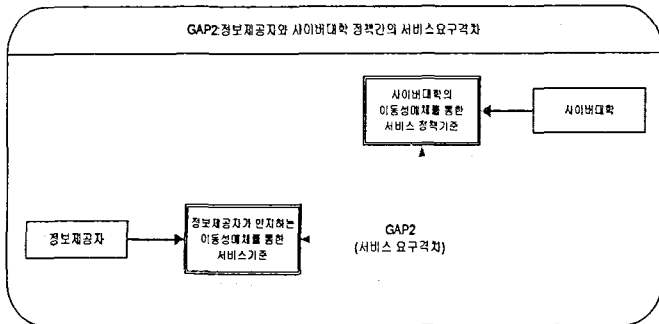 GAP2:정보제공자와 사이버대학 정책간의 서비스요구격차
사이버대학의
이동성매체를 통한
서비스 정책기준
사이버대학
정보제공자가 인지하는
이동성매체를 통한
서비스기준
정보제공자
GAP2
(서비스 요구격차)